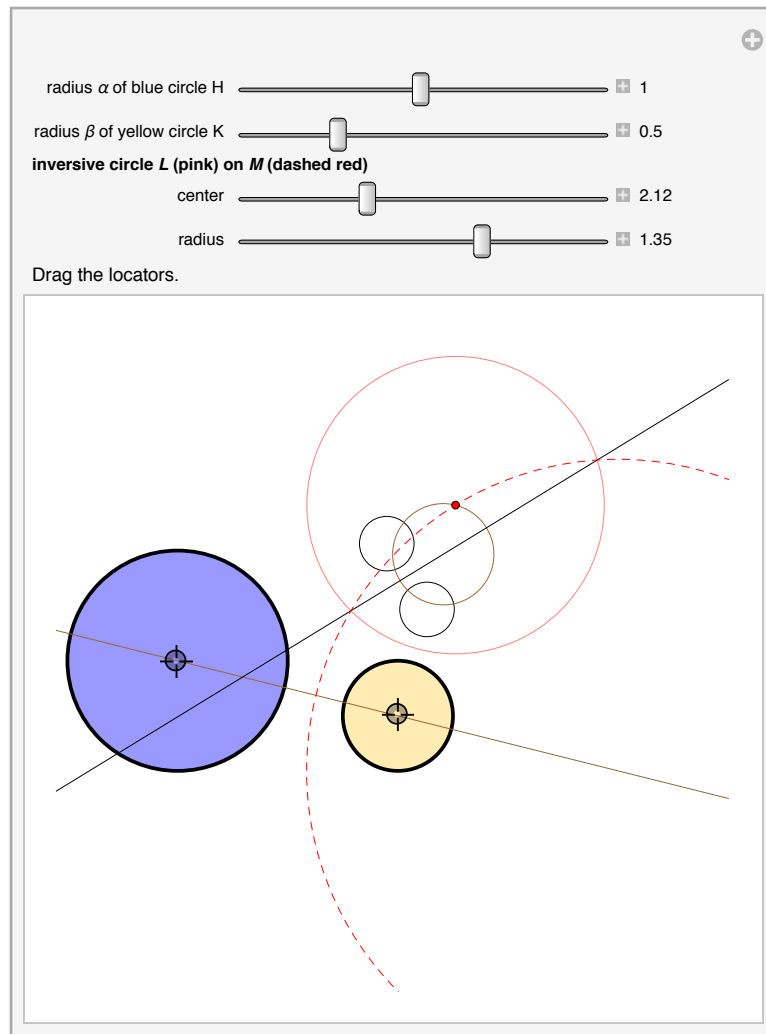 radius α of blue circle H 1
radius β of yellow circle K 0.5
inversive circle L (pink) on M (dashed red)
center 2.12
radius 1.35
Drag the locators.